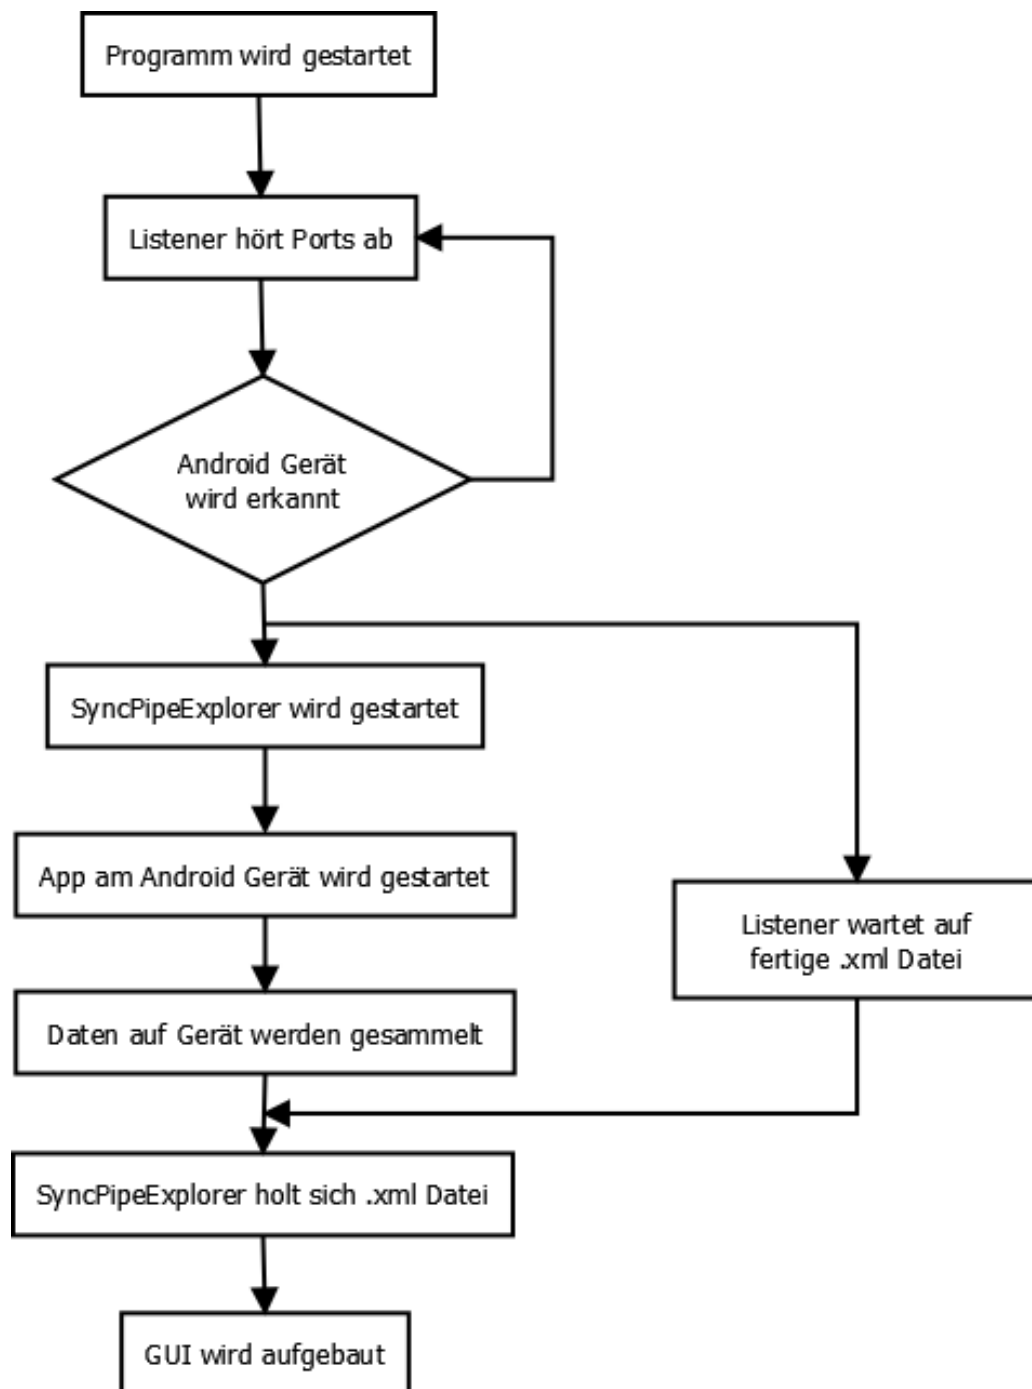 Programm wird gestartet
Listener hört Ports ab
Android Gerät
wird erkannt
SyncPipeExplorer wird gestartet
App am Android Gerät wird gestartet
Listener wartet auf
fertige .xml Datei
Daten auf Gerät werden gesammelt
SyncPipeExplorer holt sich .xml Datei
GUI wird aufgebaut